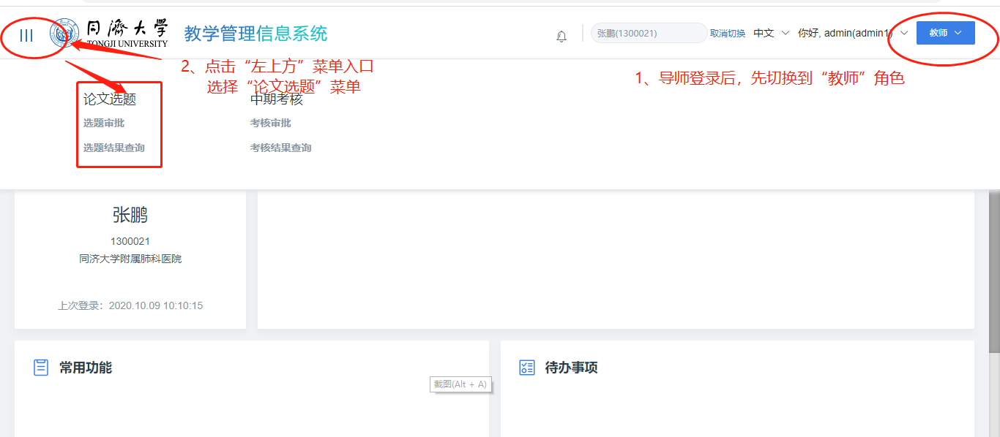 同濟大學
TONGJI UNIVERSITY
教学管理信息系统
张鹏(1300021)
取消切换
中文
你好, admin(admin1)
教师
2、点击“左上方”菜单入口
选择“论文选题”菜单
1、导师登录后，先切换到“教师”角色
论文选题
中期考核
选题审批
考核审批
选题结果查询
考核结果查询
张鹏
1300021
同济大学附属肺科医院
上次登录：2020.10.09 10:10:15
常用功能
待办事项
截图(Alt + A)